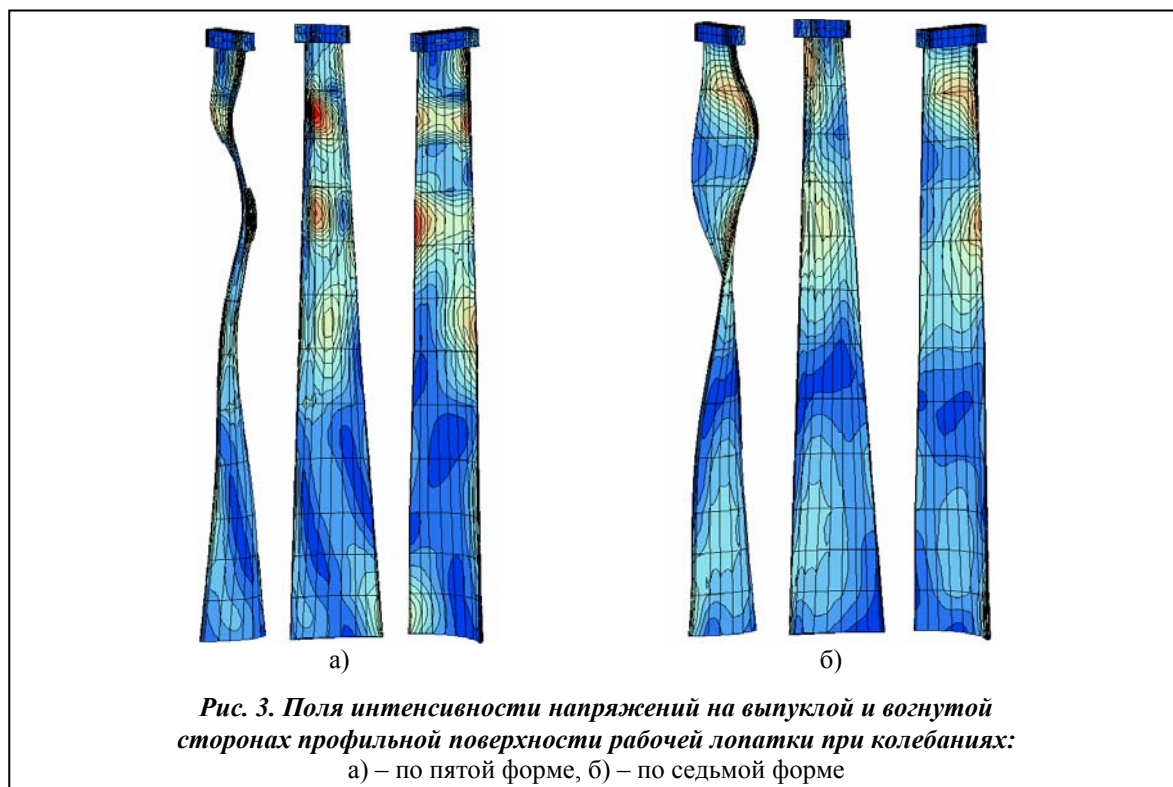 а)
б)
Рис. 3. Поля интенсивности напряжений на выпуклой и вогнутой
сторонах профильной поверхности рабочей лопатки при колебаниях:
а) – по пятой форме, б) – по седьмой форме